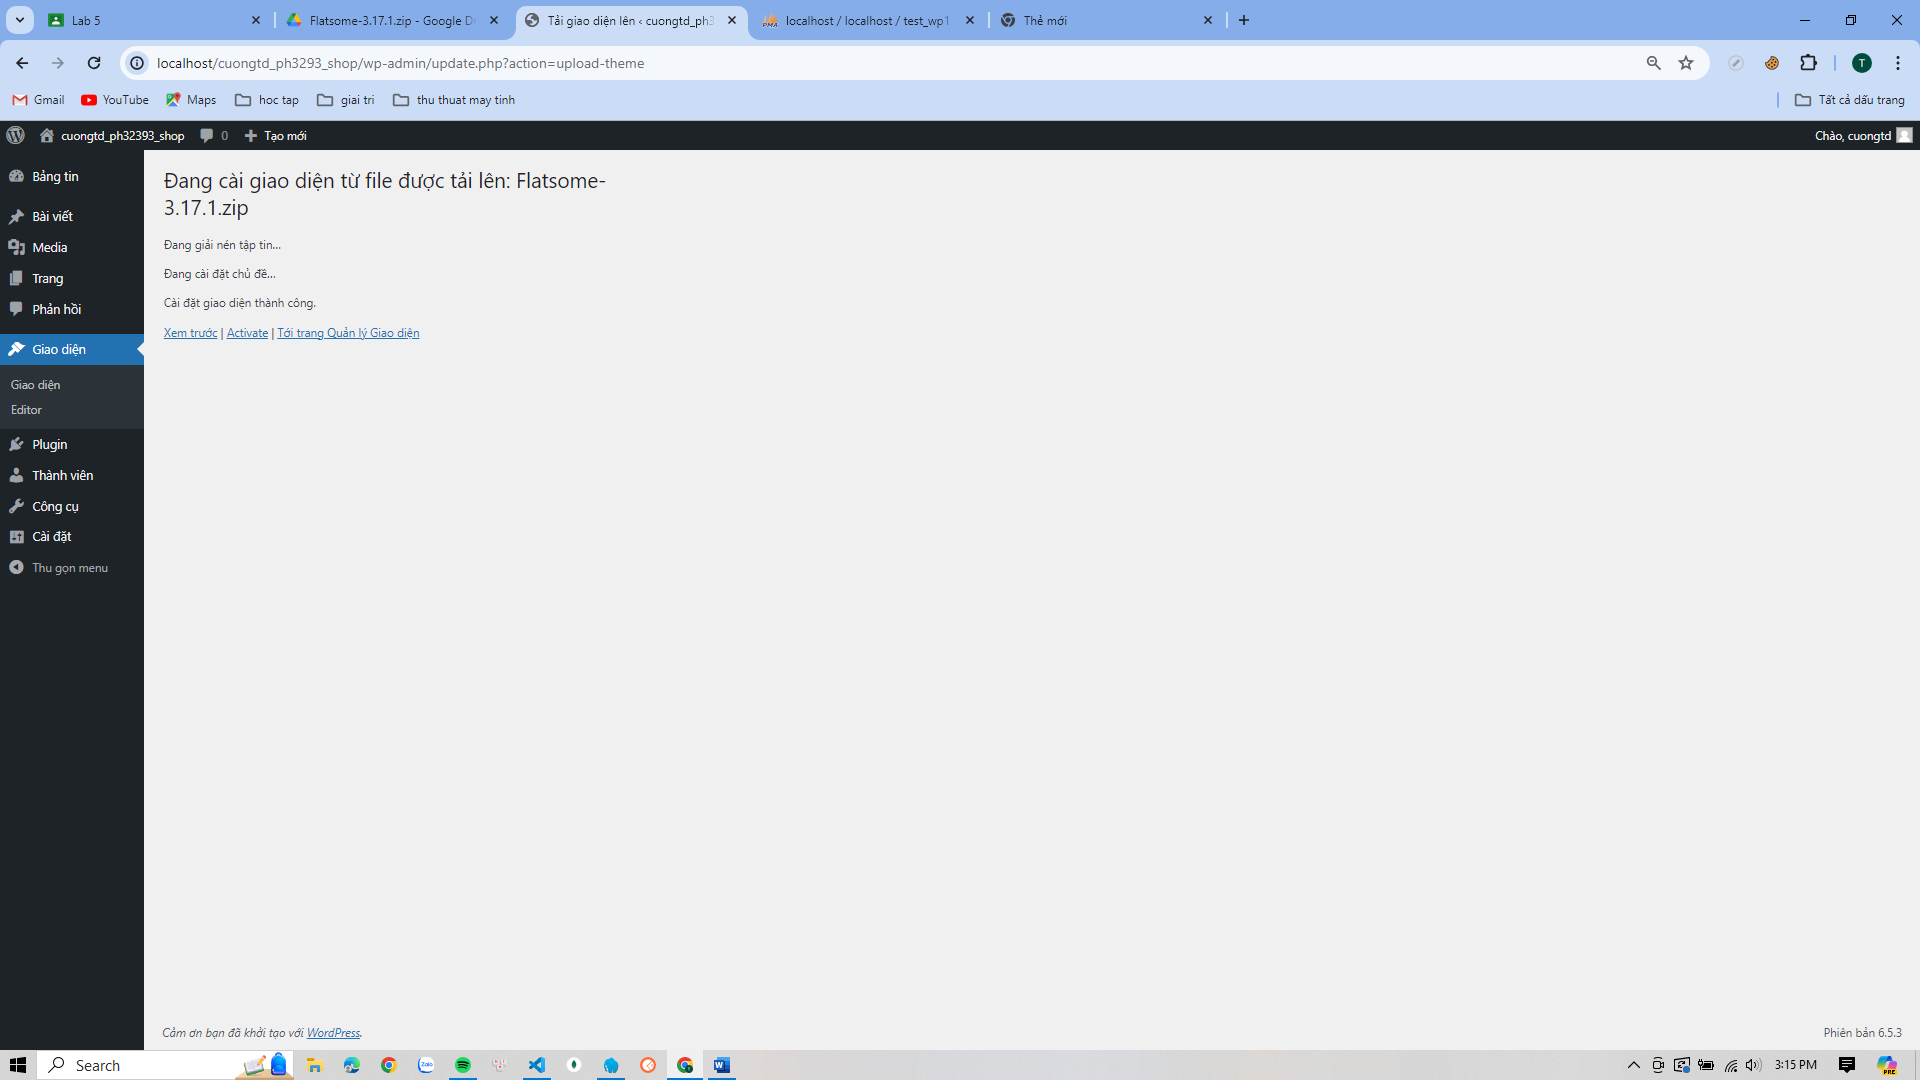 Lab 5
Flatsome-3.17.1.zip - Google Dr
Tải giao diện lên ‹ cuongtd_ph3
localhost / localhost / test_wp1
Thẻ mới
localhost/cuongtd_ph3293_shop/wp-admin/update.php?action=upload-theme
T
Gmail
YouTube
Maps
hoc tap
giai tri
thu thuat may tinh
Tất cả dấu trang
cuongtd_ph32393_shop
0
Tạo mới
Chào, cuongtd
Bảng tin
Bài viết
Media
Trang
Phản hồi
Giao diện
Giao diện
Editor
Plugin
Thành viên
Công cụ
Cài đặt
Thu gọn menu
Đang cài giao diện từ file được tải lên: Flatsome-
3.17.1.zip
Đang giải nén tập tin...
Đang cài đặt chủ đề...
Cài đặt giao diện thành công.
Xem trước | Activate | Tới trang Quản lý Giao diện
Cảm ơn bạn đã khởi tạo với WordPress.
Phiên bản 6.5.3
Search
Zalo
3:15 PM
PRE